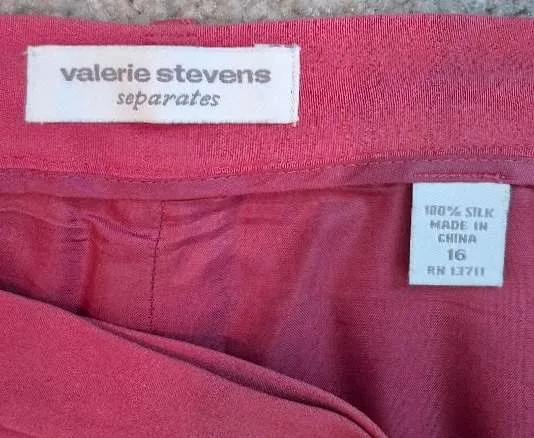 valerie stevens
separates
100% SILK
MADE IN
CHINA
16
RN 13711